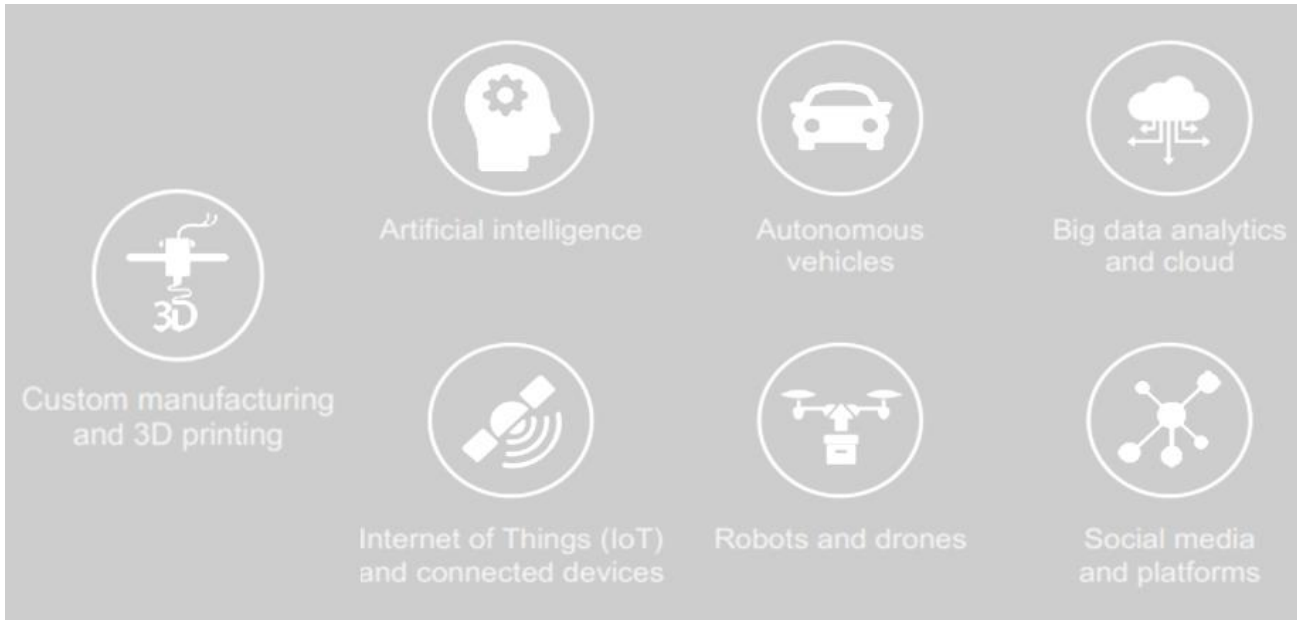 3D
Custom manufacturing
and 3D printing
Artificial intelligence
Autonomous
vehicles
Big data analytics
and cloud
Internet of Things (IoT)
and connected devices
Robots and drones
Social media
and platforms